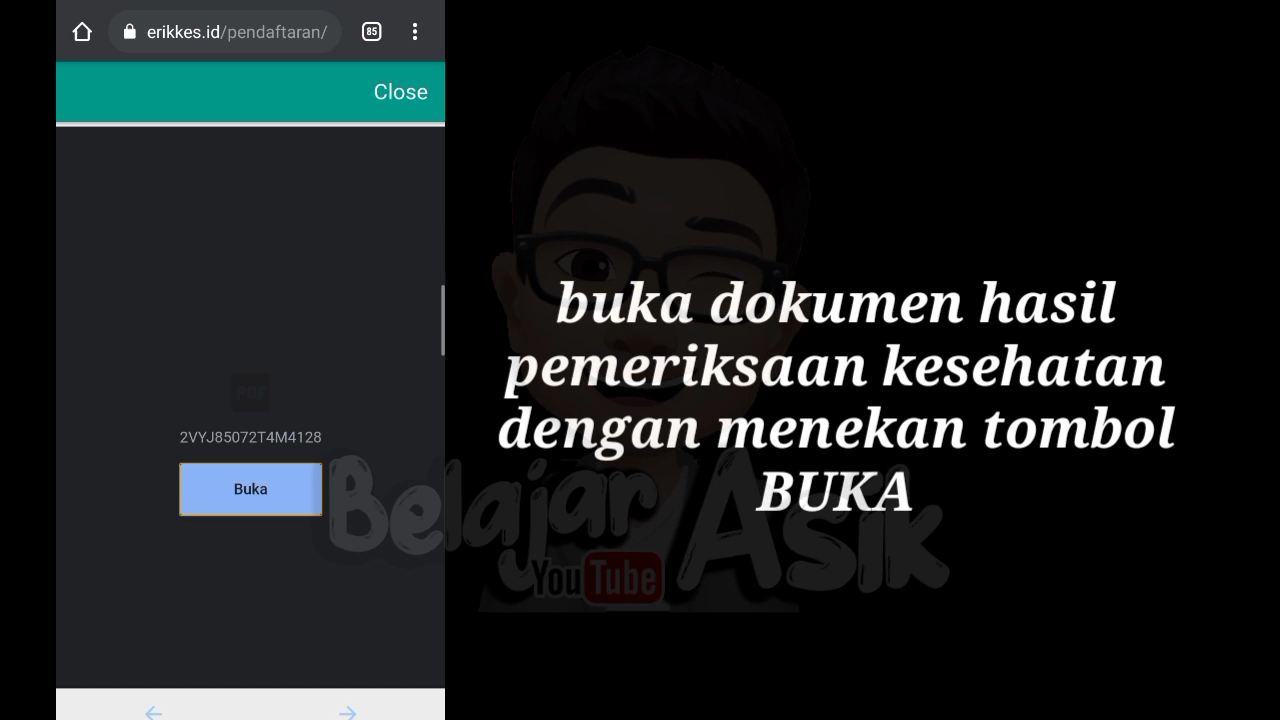 erikkes.id/pendaftaran/
85
Close
PDF
2VYJ85072T4M4128
Buka
buka dokumen hasil
pemeriksaan kesehatan
dengan menekan tombol
BUKA
Belajar Asik
YouTube